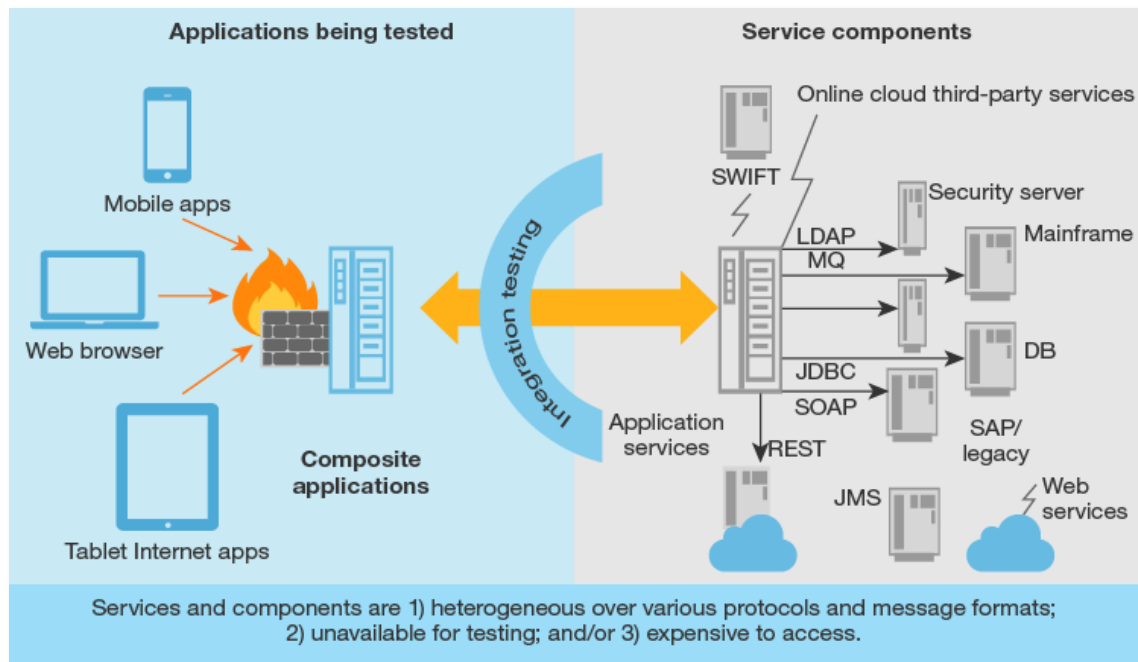 Applications being tested
Mobile apps
Web browser
Tablet Internet apps
Composite
applications
Integration testing
Service components
Online cloud third-party services
SWIFT
Security server
LDAP
Mainframe
MQ
DB
JDBC
SOAP
Application
services
SAP/
legacy
REST
JMS
Web
services
Services and components are 1) heterogeneous over various protocols and message formats;
2) unavailable for testing; and/or 3) expensive to access.